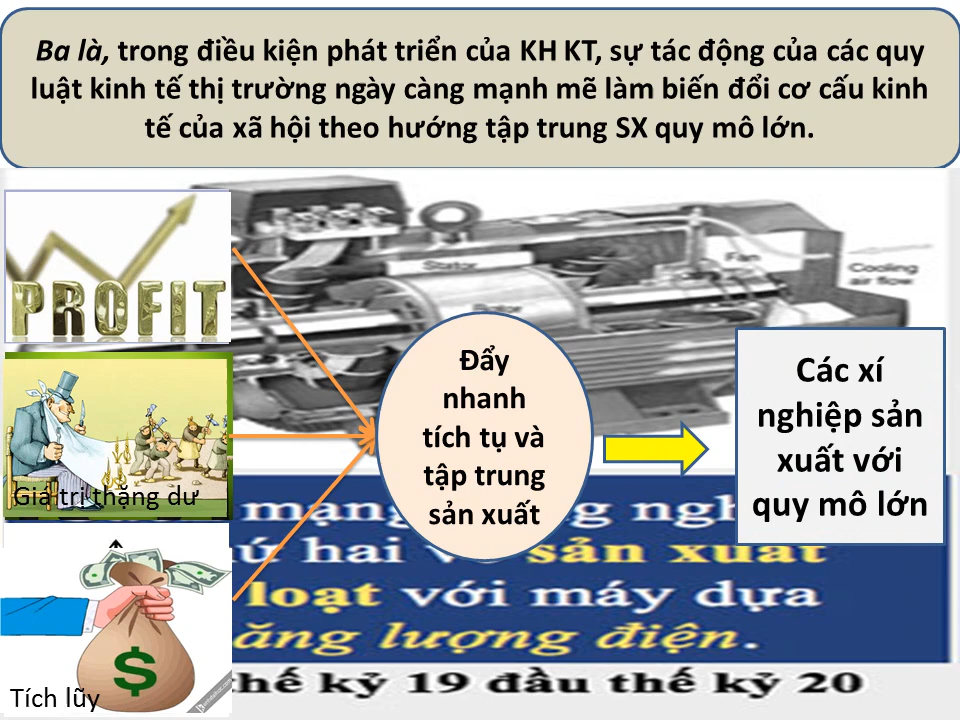 Ba là, trong điều kiện phát triển của KH KT, sự tác động của các quy
luật kinh tế thị trường ngày càng mạnh mẽ làm biến đổi cơ cấu kinh
tế của xã hội theo hướng tập trung SX quy mô lớn.
PROFIT
Stator
Fan
Cooling
air flow
Rotor
Đẩy
nhanh
tích tụ và
tập trung
sản xuất
Các xí
nghiệp sản
xuất với
quy mô lớn
Giá trị thặng dư
mạng
sản xuất
loạt với máy dựa
năng lượng điện.
$
Tích lũy
thế kỷ 19 đầu thế kỷ 20